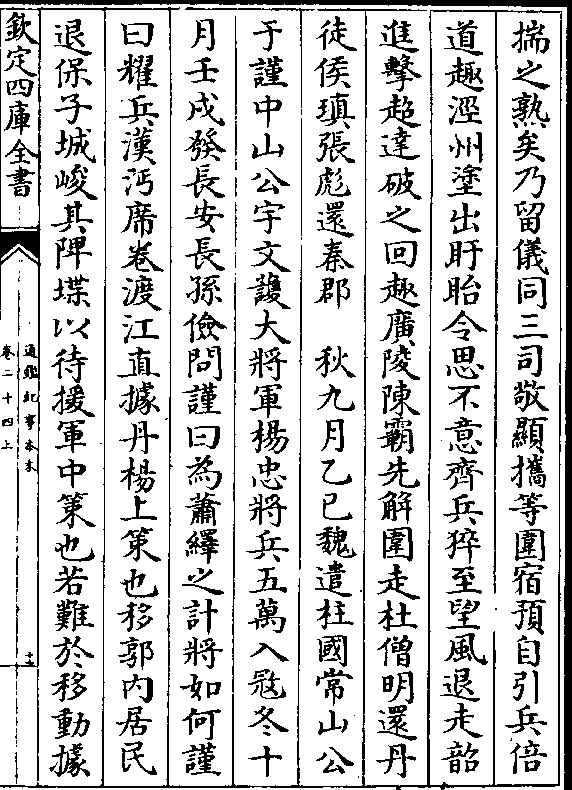 揣之熟矣乃留儀同三司敬顯攜等圍宿預自引兵倍
道趣涇州塗出盱眙令思不意齊兵猝至望風退走韶
進擊超達破之回趣廣陵陳霸先解圍走杜僧明還丹
徒侯瑱張彪還秦郡　秋九月乙巳魏遣柱國常山公
于謹中山公宇文䕶大將軍楊忠將兵五萬入寇冬十
月壬戌發長安長孫儉問謹曰為蕭繹之計將如何謹
曰耀兵漢沔席卷渡江直據丹楊上策也移郭内居民
退保子城峻其陴堞以待援軍中策也若難於移動據
欽定四庫全書
通鑑紀事本末
卷二十四上